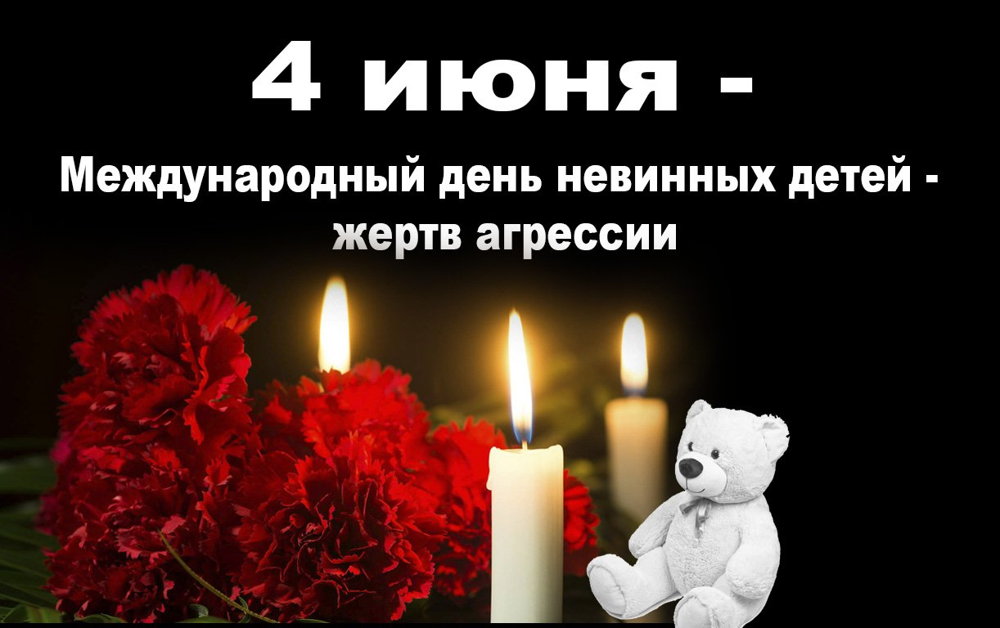 4 июня -
Международный день невинных детей -
жертв агрессии